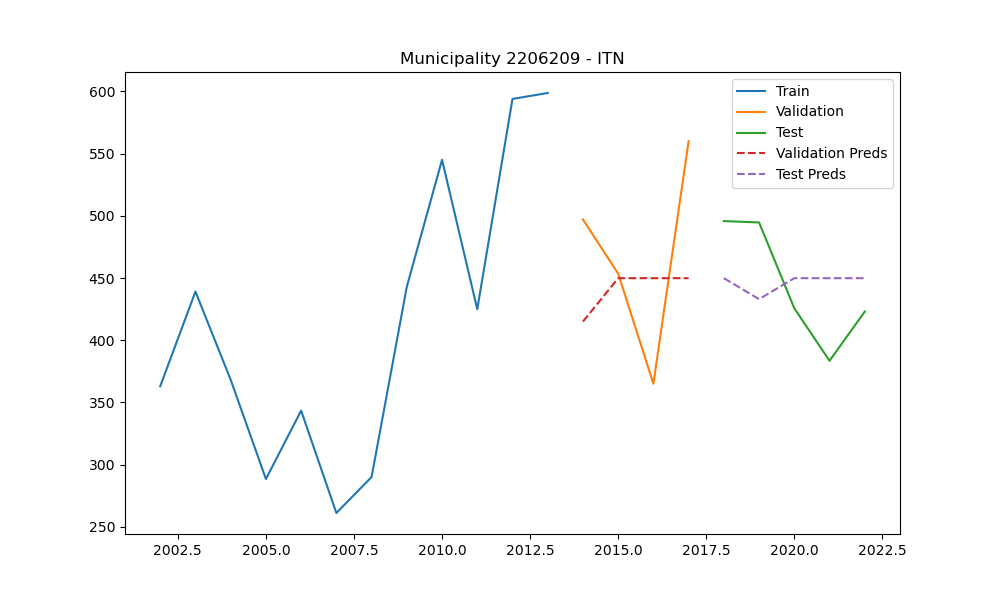 Municipality 2206209 - ITN
600
550
500
450
400
350
300
250
Train
Validation
Test
Validation Preds
Test Preds
2002.5 2005.0 2007.5 2010.0 2012.5 2015.0 2017.5 2020.0 2022.5